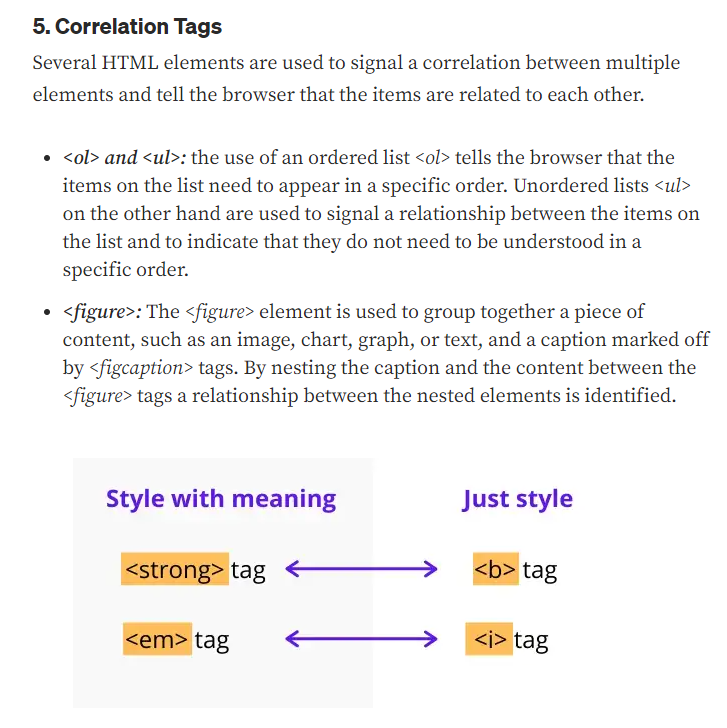 5. Correlation Tags
Several HTML elements are used to signal a correlation between multiple
elements and tell the browser that the items are related to each other.
• <ol> and <ul>: the use of an ordered list <ol> tells the browser that the
items on the list need to appear in a specific order. Unordered lists <ul>
on the other hand are used to signal a relationship between the items on
the list and to indicate that they do not need to be understood in a
specific order.
• <figure>: The <figure> element is used to group together a piece of
content, such as an image, chart, graph, or text, and a caption marked off
by <figcaption> tags. By nesting the caption and the content between the
<figure> tags a relationship between the nested elements is identified.
Style with meaning Just style
<strong> tag <b> tag
<em> tag <i> tag